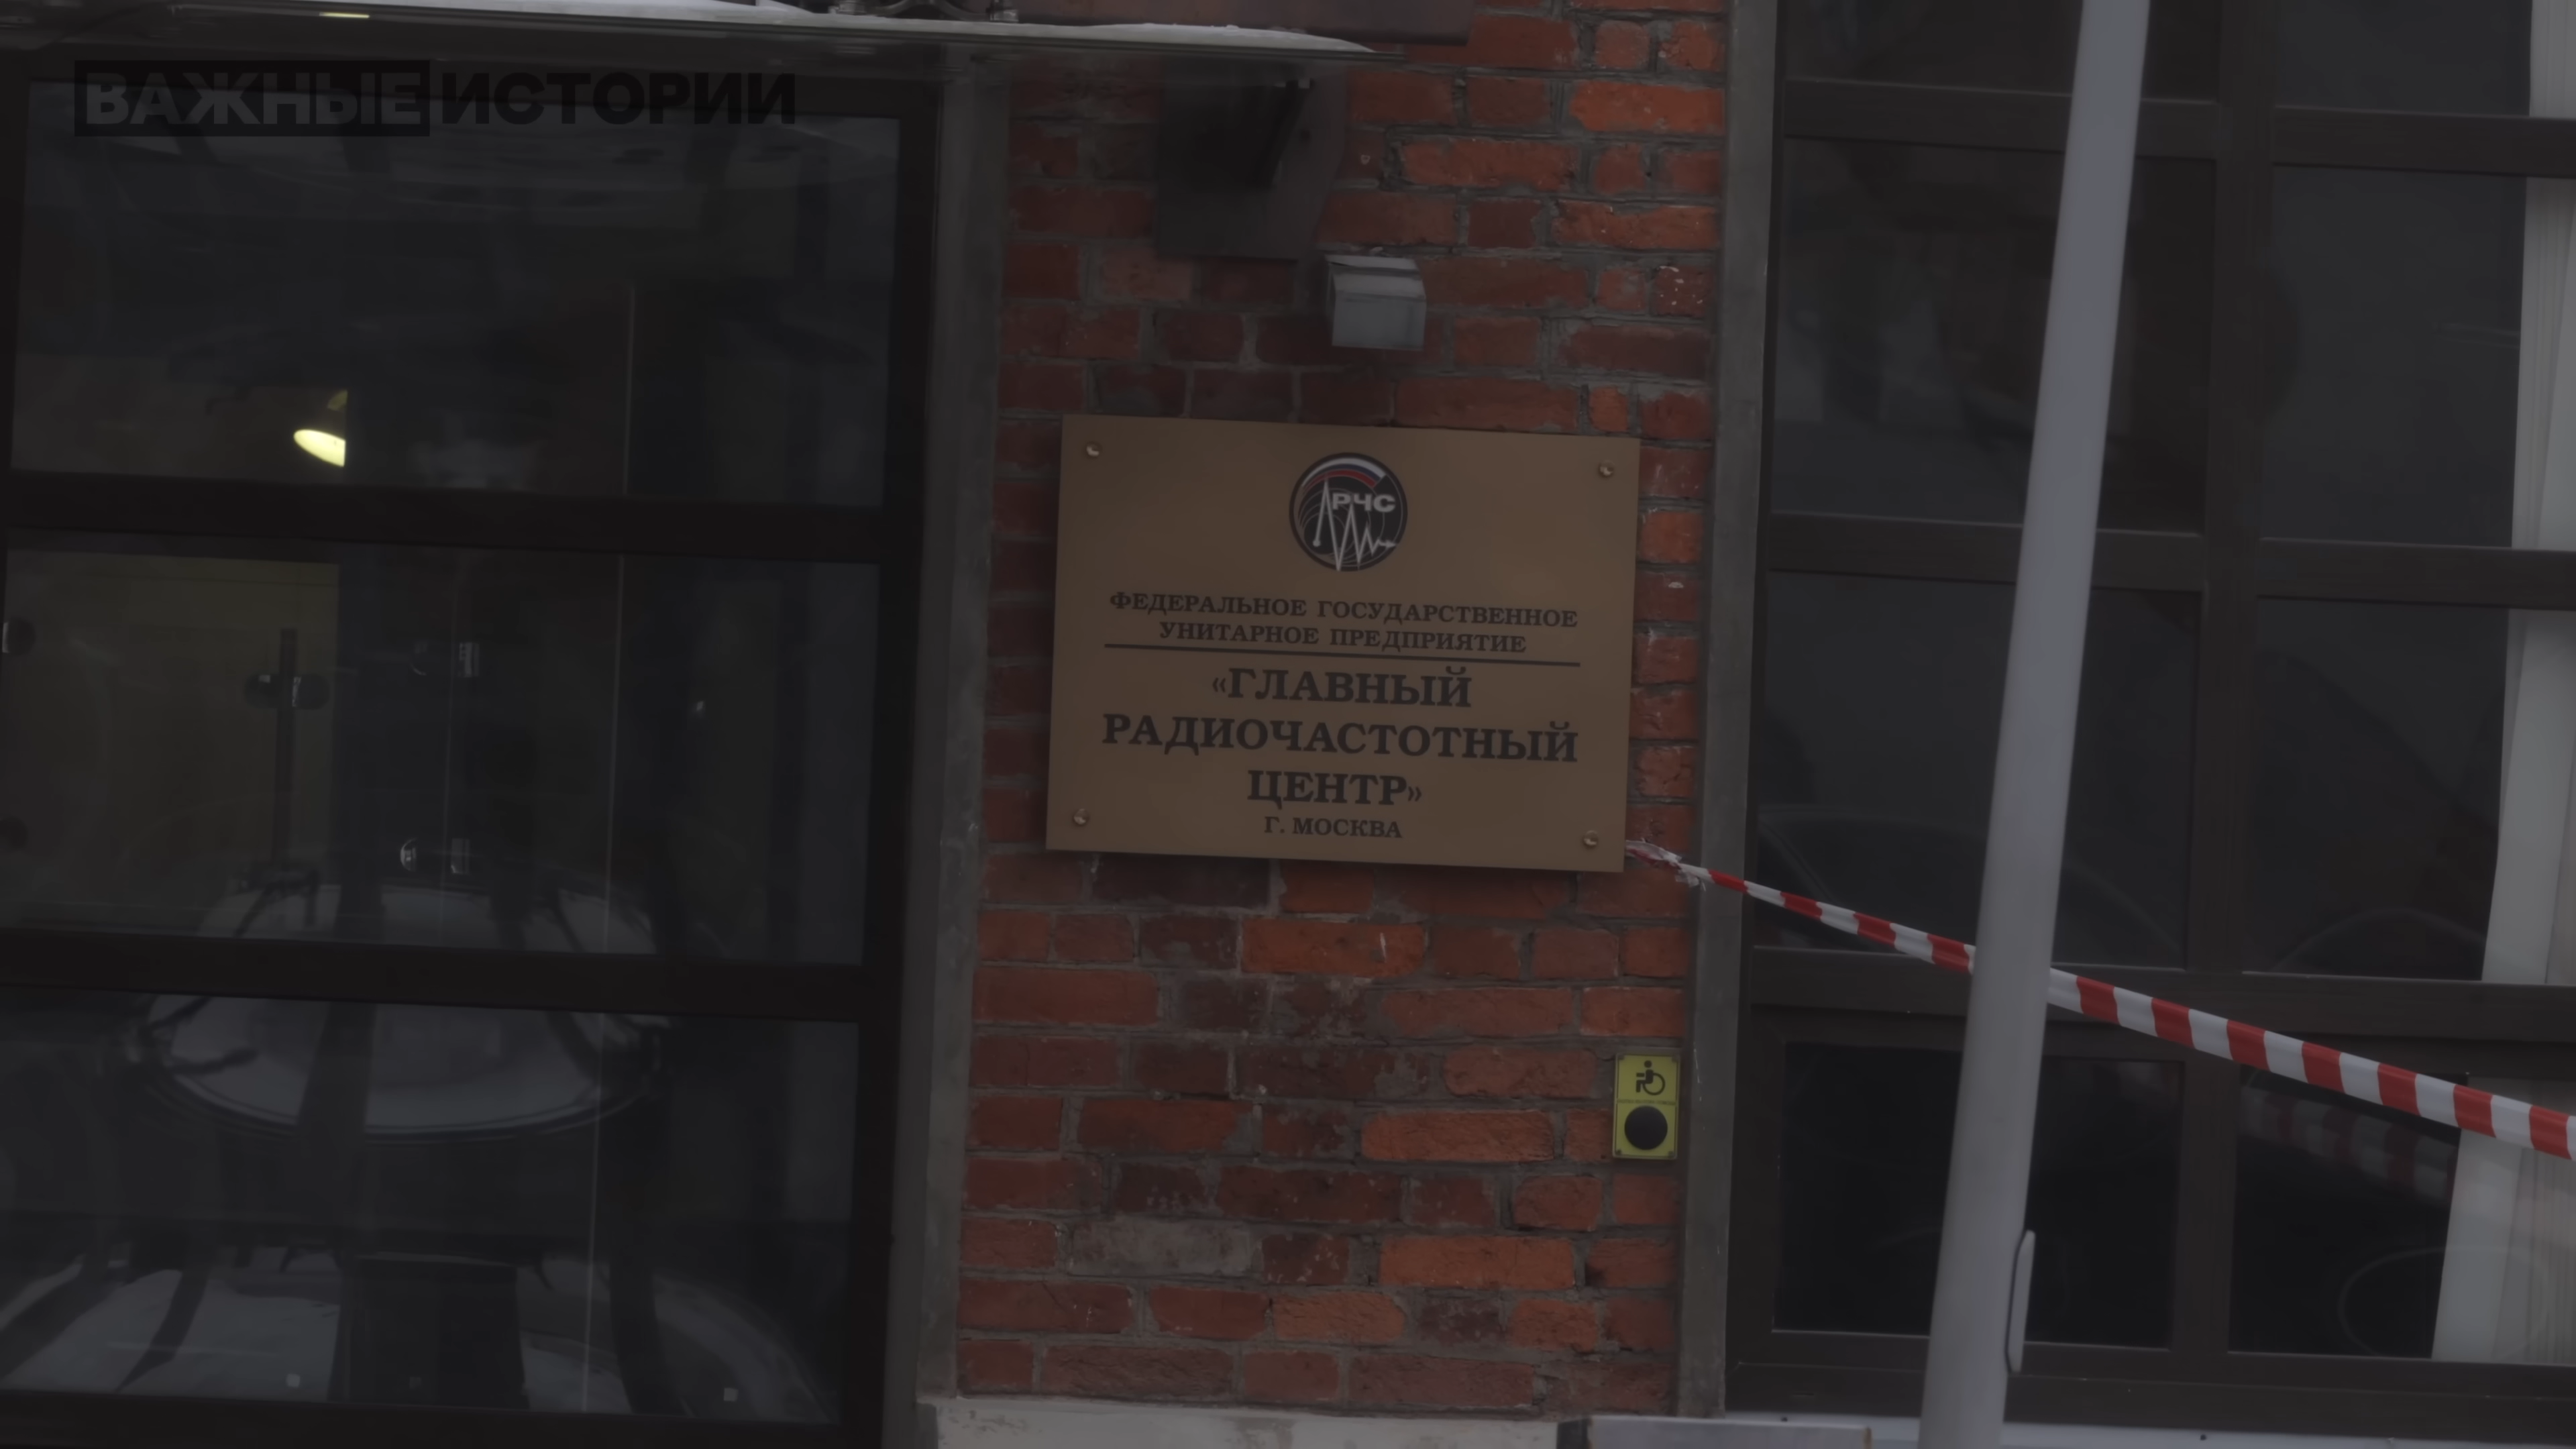 ВАЖНЫЕ ИСТОРИИ
РЧС
ФЕДЕРАЛЬНОЕ ГОСУДАРСТВЕННОЕ
УНИТАРНОЕ ПРЕДПРИЯТИЕ
«ГЛАВНЫЙ
РАДИОЧАСТОТНЫЙ
ЦЕНТР»
Г. МОСКВА